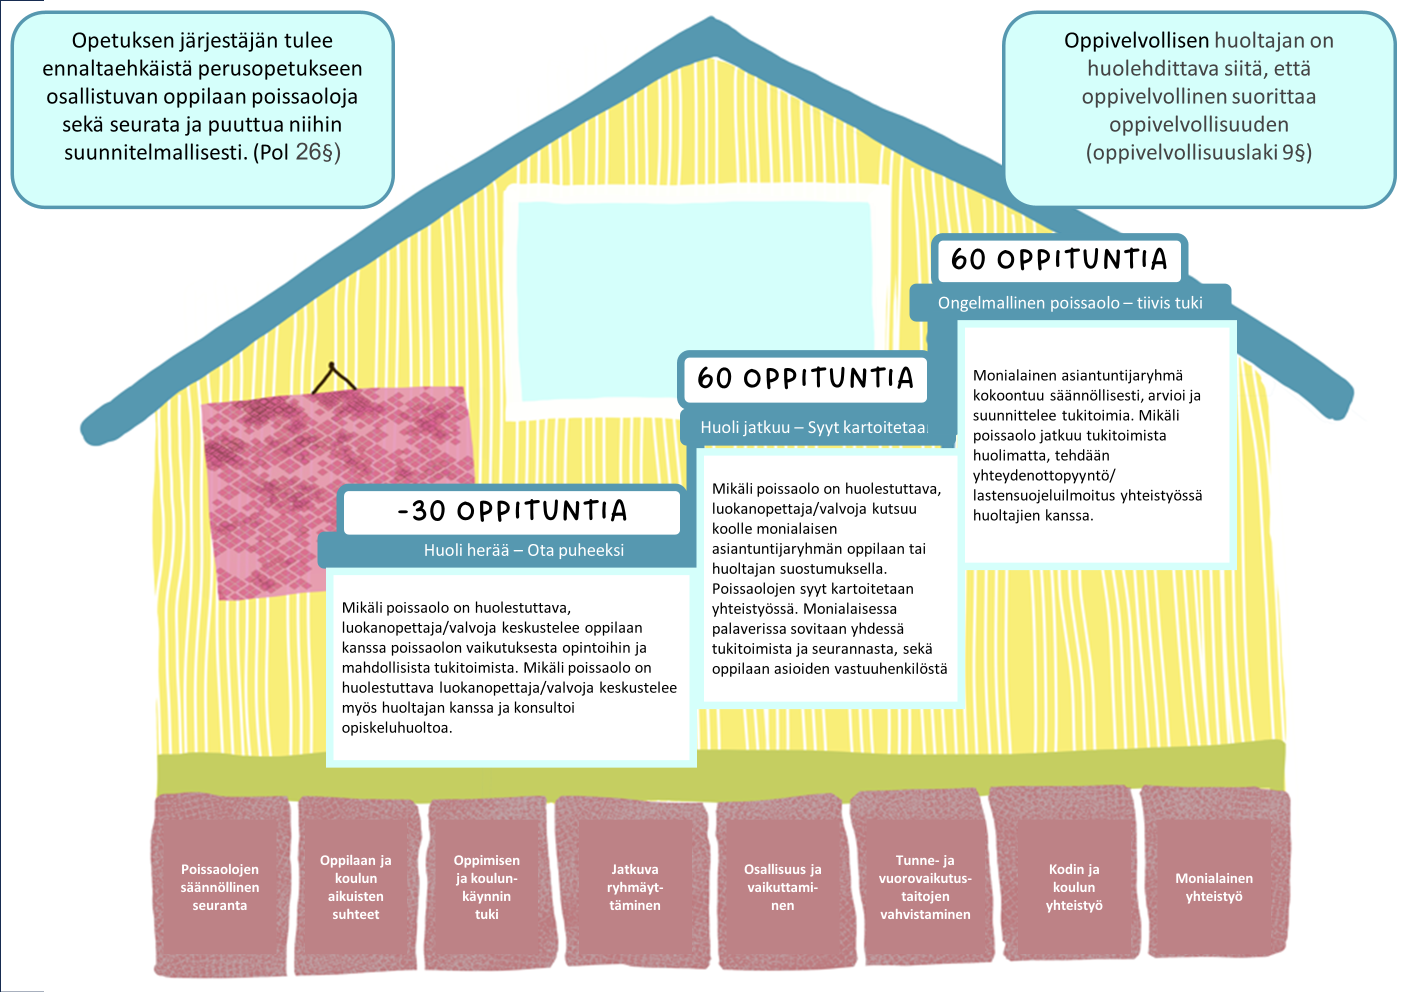 Opetuksen järjestäjän tulee
ennaltaehkäistä perusopetukseen
osallistuvan oppilaan poissaoloja
sekä seurata ja puuttua niihin
suunnitelmallisesti. (Pol 26§)
Oppivelvollisen huoltajan on
huolehdittava siitä, että
oppivelvollinen suorittaa
oppivelvollisuuden
(oppivelvollisuuslaki 9§)
60 OPPITUNTIA
Ongelmallinen poissaolo – tiivis tuki
Monialainen asiantuntijaryhmä
kokoontuu säännöllisesti, arvioi ja
suunnittelee tukitoimia. Mikäli
poissaolo jatkuu tukitoimista
huolimatta, tehdään
yhteydenottopyyntö/
lastensuojeluilmoitus yhteistyössä
huoltajien kanssa.
60 OPPITUNTIA
Huoli jatkuu – Syyt kartoitetaa
Mikäli poissaolo on huolestuttava,
luokanopettaja/valvoja kutsuu
koolle monialaisen
asiantuntijaryhmän oppilaan tai
huoltajan suostumuksella.
Poissaolojen syyt kartoitetaan
yhteistyössä. Monialaisessa
palaverissa sovitaan yhdessä
tukitoimista ja seurannasta, sekä
oppilaan asioiden vastuuhenkilöstä
-30 OPPITUNTIA
Huoli herää – Ota puheeksi
Mikäli poissaolo on huolestuttava,
luokanopettaja/valvoja keskustelee oppilaan
kanssa poissaolon vaikutuksesta opintoihin ja
mahdollisista tukitoimista. Mikäli poissaolo on
huolestuttava luokanopettaja/valvoja keskustelee
myös huoltajan kanssa ja konsultoi
opiskeluhuoltoa.
Poissaolojen
säännöllinen
seuranta
Oppilaan ja
koulun
aikuisten
suhteet
Oppimisen
ja koulun-
käynnin
tuki
Jatkuva
ryhmäyt-
täminen
Osallisuus ja
vaikuttami-
nen
Tunne- ja
vuorovaikutus-
taitojen
vahvistaminen
Kodin ja
koulun
yhteistyö
Monialainen
yhteistyö